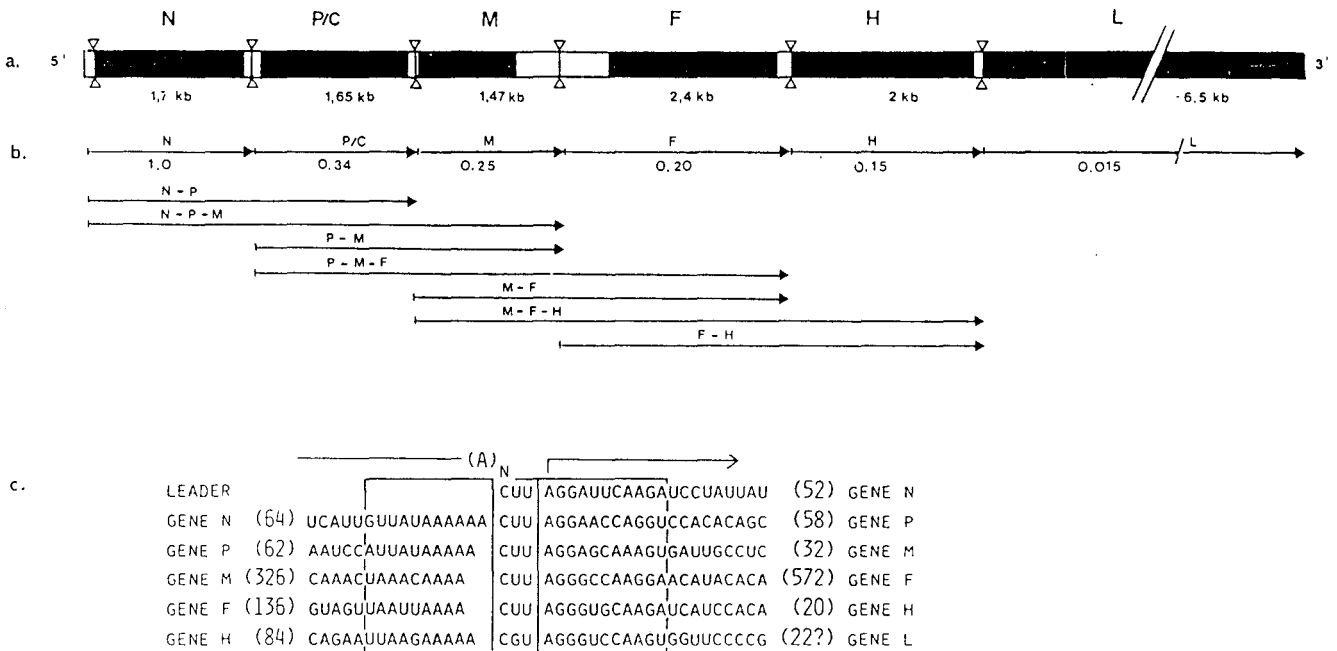 N P/C M F H L
a. 5' 3'
1,7 kb 1,65 kb 1,47 kb 2,4 kb 2 kb 6,5 kb
b. N P/C M F H L
1.0 0,34 0.25 0,20 0,15 0,015
N - P
N - P - M
P - M
P - M - F
M - F
M - F - H
F - H
(A)N
c. LEADER CUU AGGAUUCAAGAUCCUAUUAU (52) GENE N
GENE N (64) UCAUUGUUAUAAAAAA CUU AGGAACCAGGUCCACACAGC (58) GENE P
GENE P (62) AAUCCAUUAUAAAAA CUU AGGAGCAAAGUGAUUGCCUC (32) GENE M
GENE M (326) CAAACUAAACAAAA CUU AGGGCCAAGGAACAUACACA (572) GENE F
GENE F (136) GUAGUUAAUUAAAA CUU AGGGUGCAAGAUCAUCCACA (20) GENE H
GENE H (84) CAGAAUUAAGAAAAA CGU AGGGUCCAAGUGGUUCCCCG (22?) GENE L